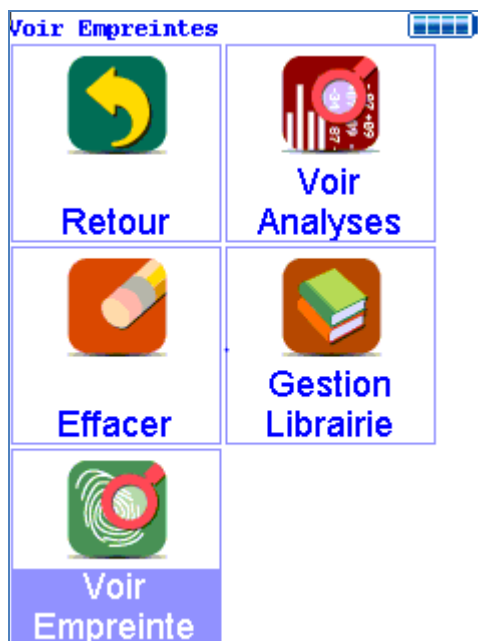 Voir Empreintes
Retour
Voir
Analyses
Effacer
Gestion
Librairie
Voir
Empreinte